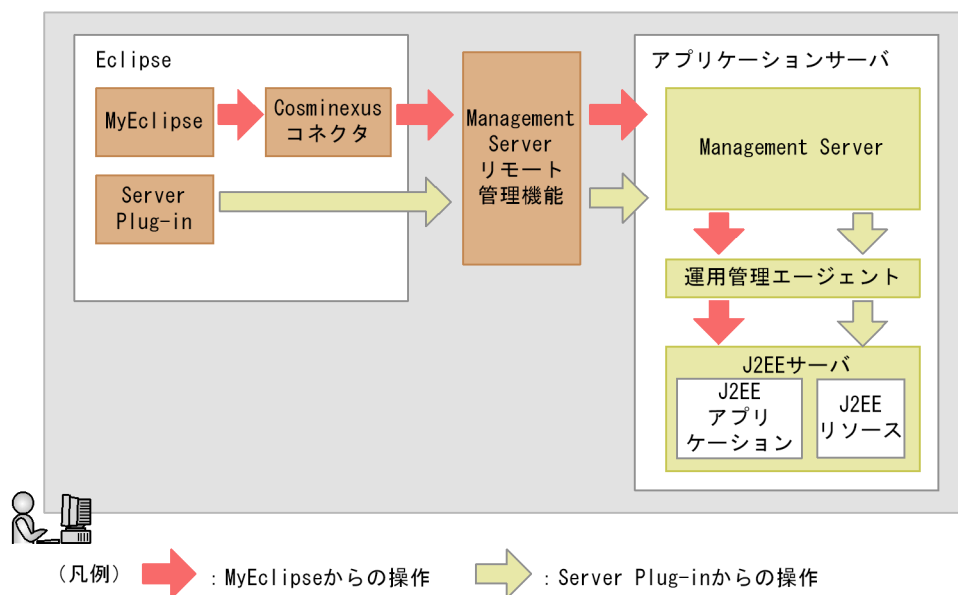 Eclipse
MyEclipse
Cosminexus
コネクタ
Server
Plug-in
Management
Server
リモート
管理機能
アプリケーションサーバ
Management Server
運用管理エージェント
J2EEサーバ
J2EE
アプリ
ケーション
J2EE
リソース
（凡例）
：MyEclipseからの操作
：Server Plug-inからの操作